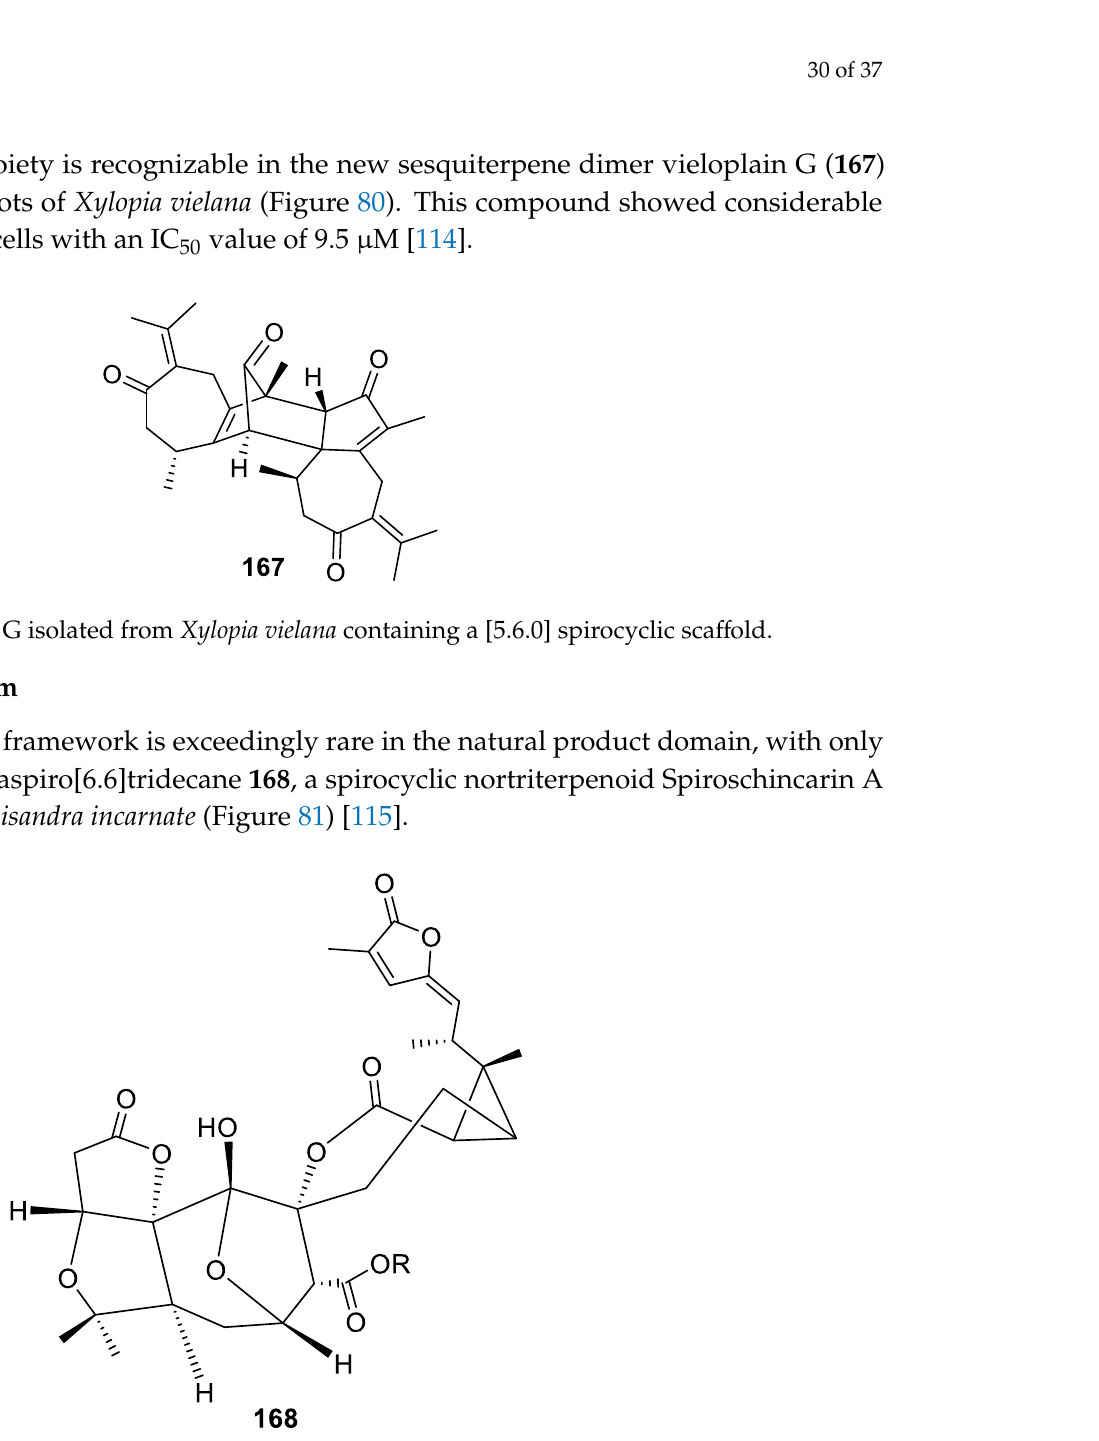 30 of 37
oiety is recognizable in the new sesquiterpene dimer vieloplain G (167)
ots of Xylopia vielana (Figure 80). This compound showed considerable
cells with an IC50 value of 9.5 µM [114].
O
O
H
O
H
O
167
G isolated from Xylopia vielana containing a [5.6.0] spirocyclic scaffold.
m
framework is exceedingly rare in the natural product domain, with only
aspiro[6.6]tridecane 168, a spirocyclic nortriterpenoid Spiroschincarin A
isandra incarnate (Figure 81) [115].
O
O
O
O
HO
O
O
H
O
O
OR
O
H
H
168